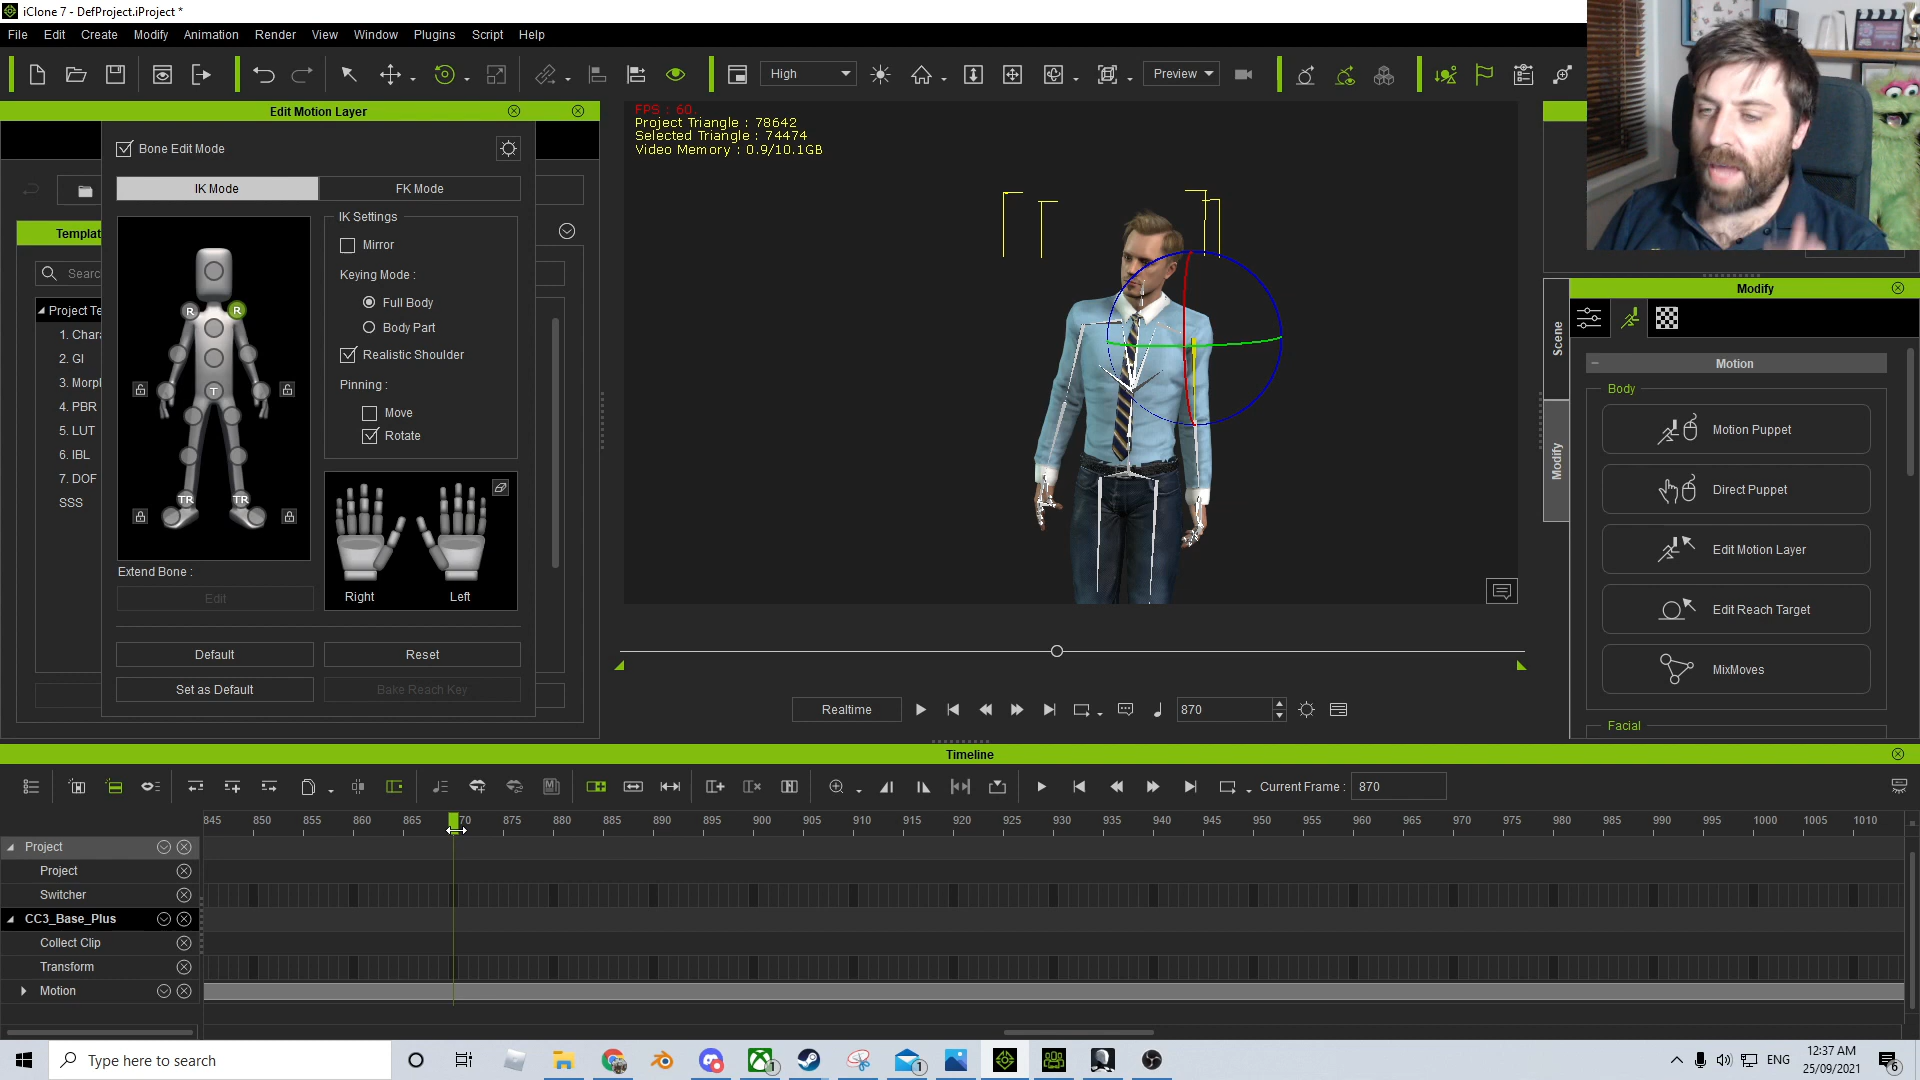 iClone 7 - DefProject.iProject *
File Edit Create Modify Animation Render View Window Plugins Script Help
High
Preview
Edit Motion Layer
Bone Edit Mode
IK Mode FK Mode
IK Settings
Mirror
Keying Mode :
Full Body
Body Part
Realistic Shoulder
Pinning :
Move
Rotate
R R
T
TR TR
Right Left
Extend Bone :
Edit
Default Reset
Set as Default Bake Reach Key
Templa
Searc
Project Te
1. Chara
2. GI
3. Morpl
4. PBR
5. LUT
6. IBL
7. DOF
SSS
FPS : 60.
Project Triangle : 78642
Selected Triangle : 74474
Video Memory : 0.9/10.1GB
Realtime
870
Scene
Modify
Modify
Motion
Body
Motion Puppet
Direct Puppet
Edit Motion Layer
Edit Reach Target
MixMoves
Facial
Timeline
Current Frame : 870
845 850 855 860 865 70 875 880 885 890 895 900 905 910 915 920 925 930 935 940 945 950 955 960 965 970 975 980 985 990 995 1000 1005 1010
Project
Project
Switcher
CC3_Base_Plus
Collect Clip
Transform
Motion
Type here to search
1
1
ENG
12:37 AM
25/09/2021
6